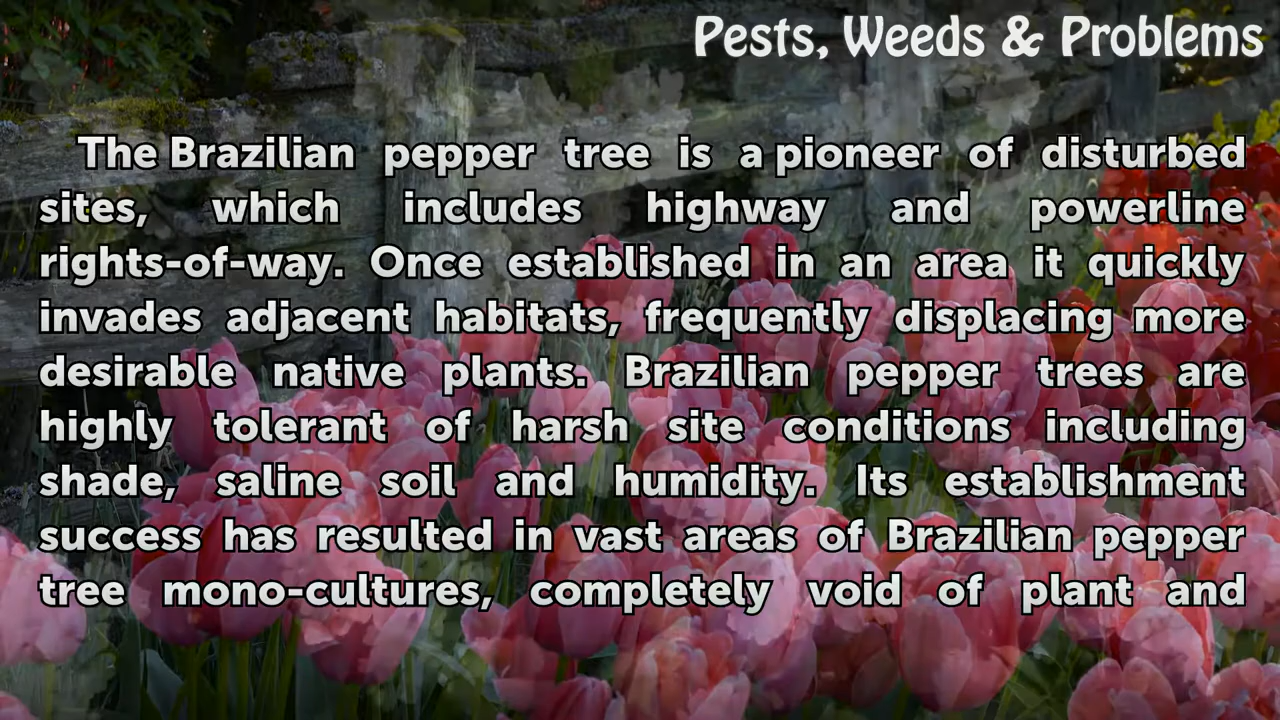 Pests, Weeds & Problems
The Brazilian pepper tree is a pioneer of disturbed
sites, which includes highway and powerline
rights-of-way. Once established in an area it quickly
invades adjacent habitats, frequently displacing more
desirable native plants. Brazilian pepper trees are
highly tolerant of harsh site conditions including
shade, saline soil and humidity. Its establishment
success has resulted in vast areas of Brazilian pepper
tree mono-cultures, completely void of plant and